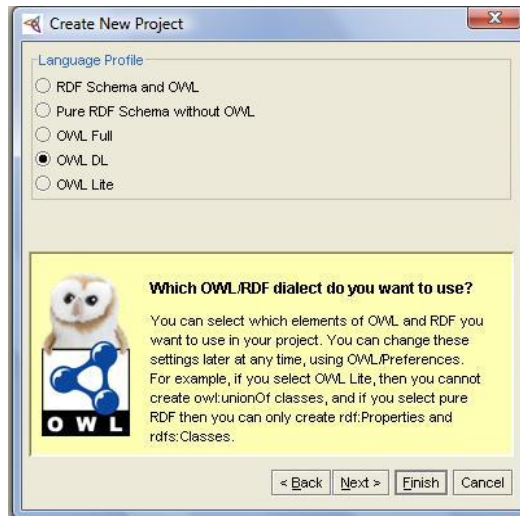 Create New Project
Language Profile
RDF Schema and OWL
Pure RDF Schema without OWL
OWL Full
OWL DL
OWL Lite
Which OWL/RDF dialect do you want to use?
You can select which elements of OWL and RDF you
want to use in your project. You can change these
settings later at any time, using OWL/Preferences.
For example, if you select OWL Lite, then you cannot
create owl:unionOf classes, and if you select pure
RDF then you can only create rdf:Properties and
rdfs:Classes.
OWL
< Back Next > Finish Cancel